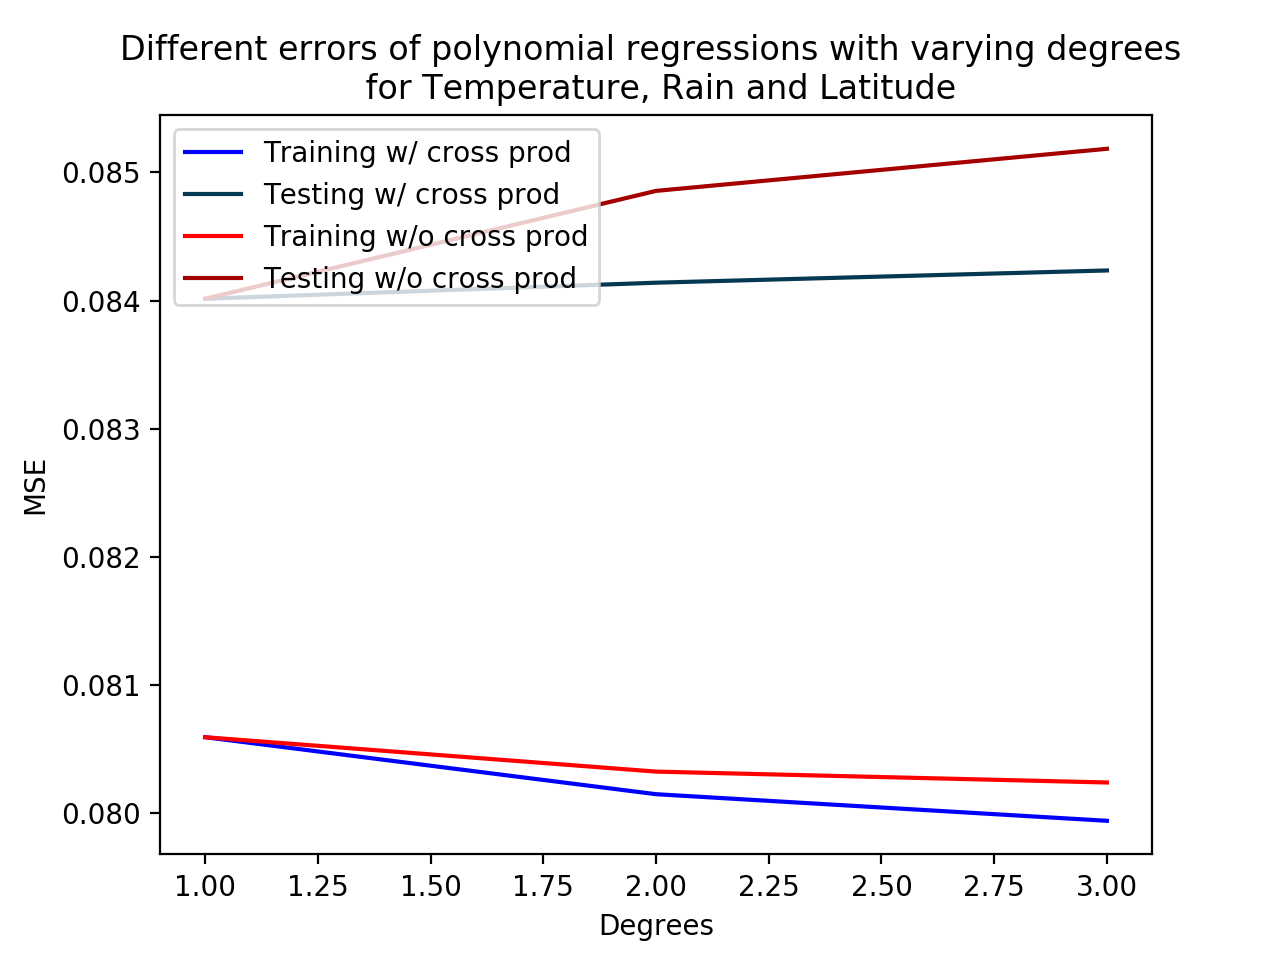 Different errors of polynomial regressions with varying degrees
for Temperature, Rain and Latitude
Training w/ cross prod
Testing w/ cross prod
Training w/o cross prod
Testing w/o cross prod
0.085
0.084
0.083
0.082
0.081
0.080
MSE
1.00 1.25 1.50 1.75 2.00 2.25 2.50 2.75 3.00
Degrees